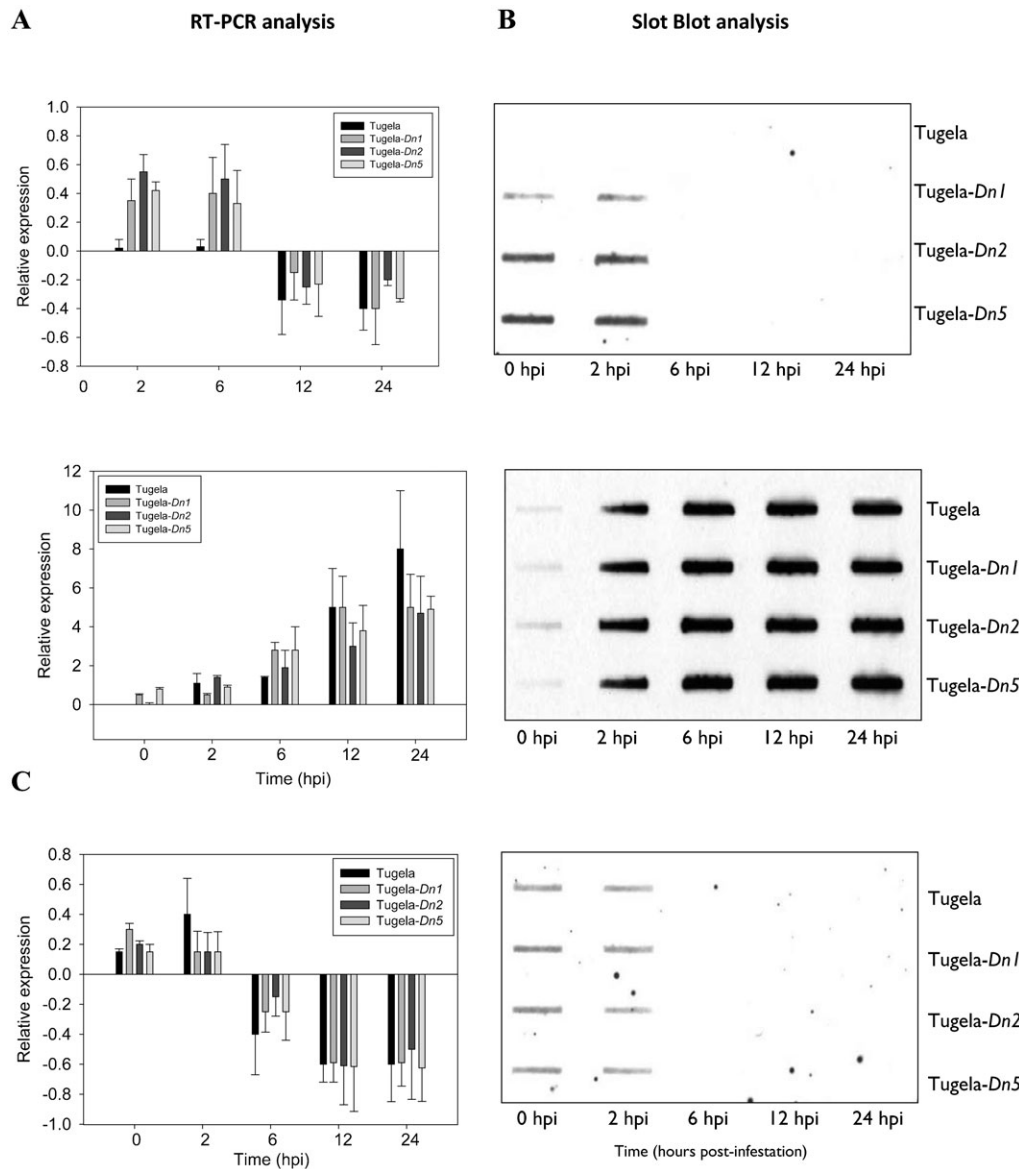 A
RT-PCR analysis
B
Slot Blot analysis
1.0
0.8
0.6
0.4
0.2
0.0
-0.2
-0.4
-0.6
-0.8
Relative expression
Tugela
Tugela-Dn1
Tugela-Dn2
Tugela-Dn5
0 2 6 12 24
Tugela
Tugela-Dn1
Tugela-Dn2
Tugela-Dn5
0 hpi 2 hpi 6 hpi 12 hpi 24 hpi
12
10
8
6
4
2
0
Relative expression
Tugela
Tugela-Dn1
Tugela-Dn2
Tugela-Dn5
0 2 6 12 24
Time (hpi)
Tugela
Tugela-Dn1
Tugela-Dn2
Tugela-Dn5
0 hpi 2 hpi 6 hpi 12 hpi 24 hpi
C
0.8
0.6
0.4
0.2
0.0
-0.2
-0.4
-0.6
-0.8
-1.0
Relative expression
Tugela
Tugela-Dn1
Tugela-Dn2
Tugela-Dn5
0 2 6 12 24
Time (hpi)
Tugela
Tugela-Dn1
Tugela-Dn2
Tugela-Dn5
0 hpi 2 hpi 6 hpi 12 hpi 24 hpi
Time (hours post-infestation)